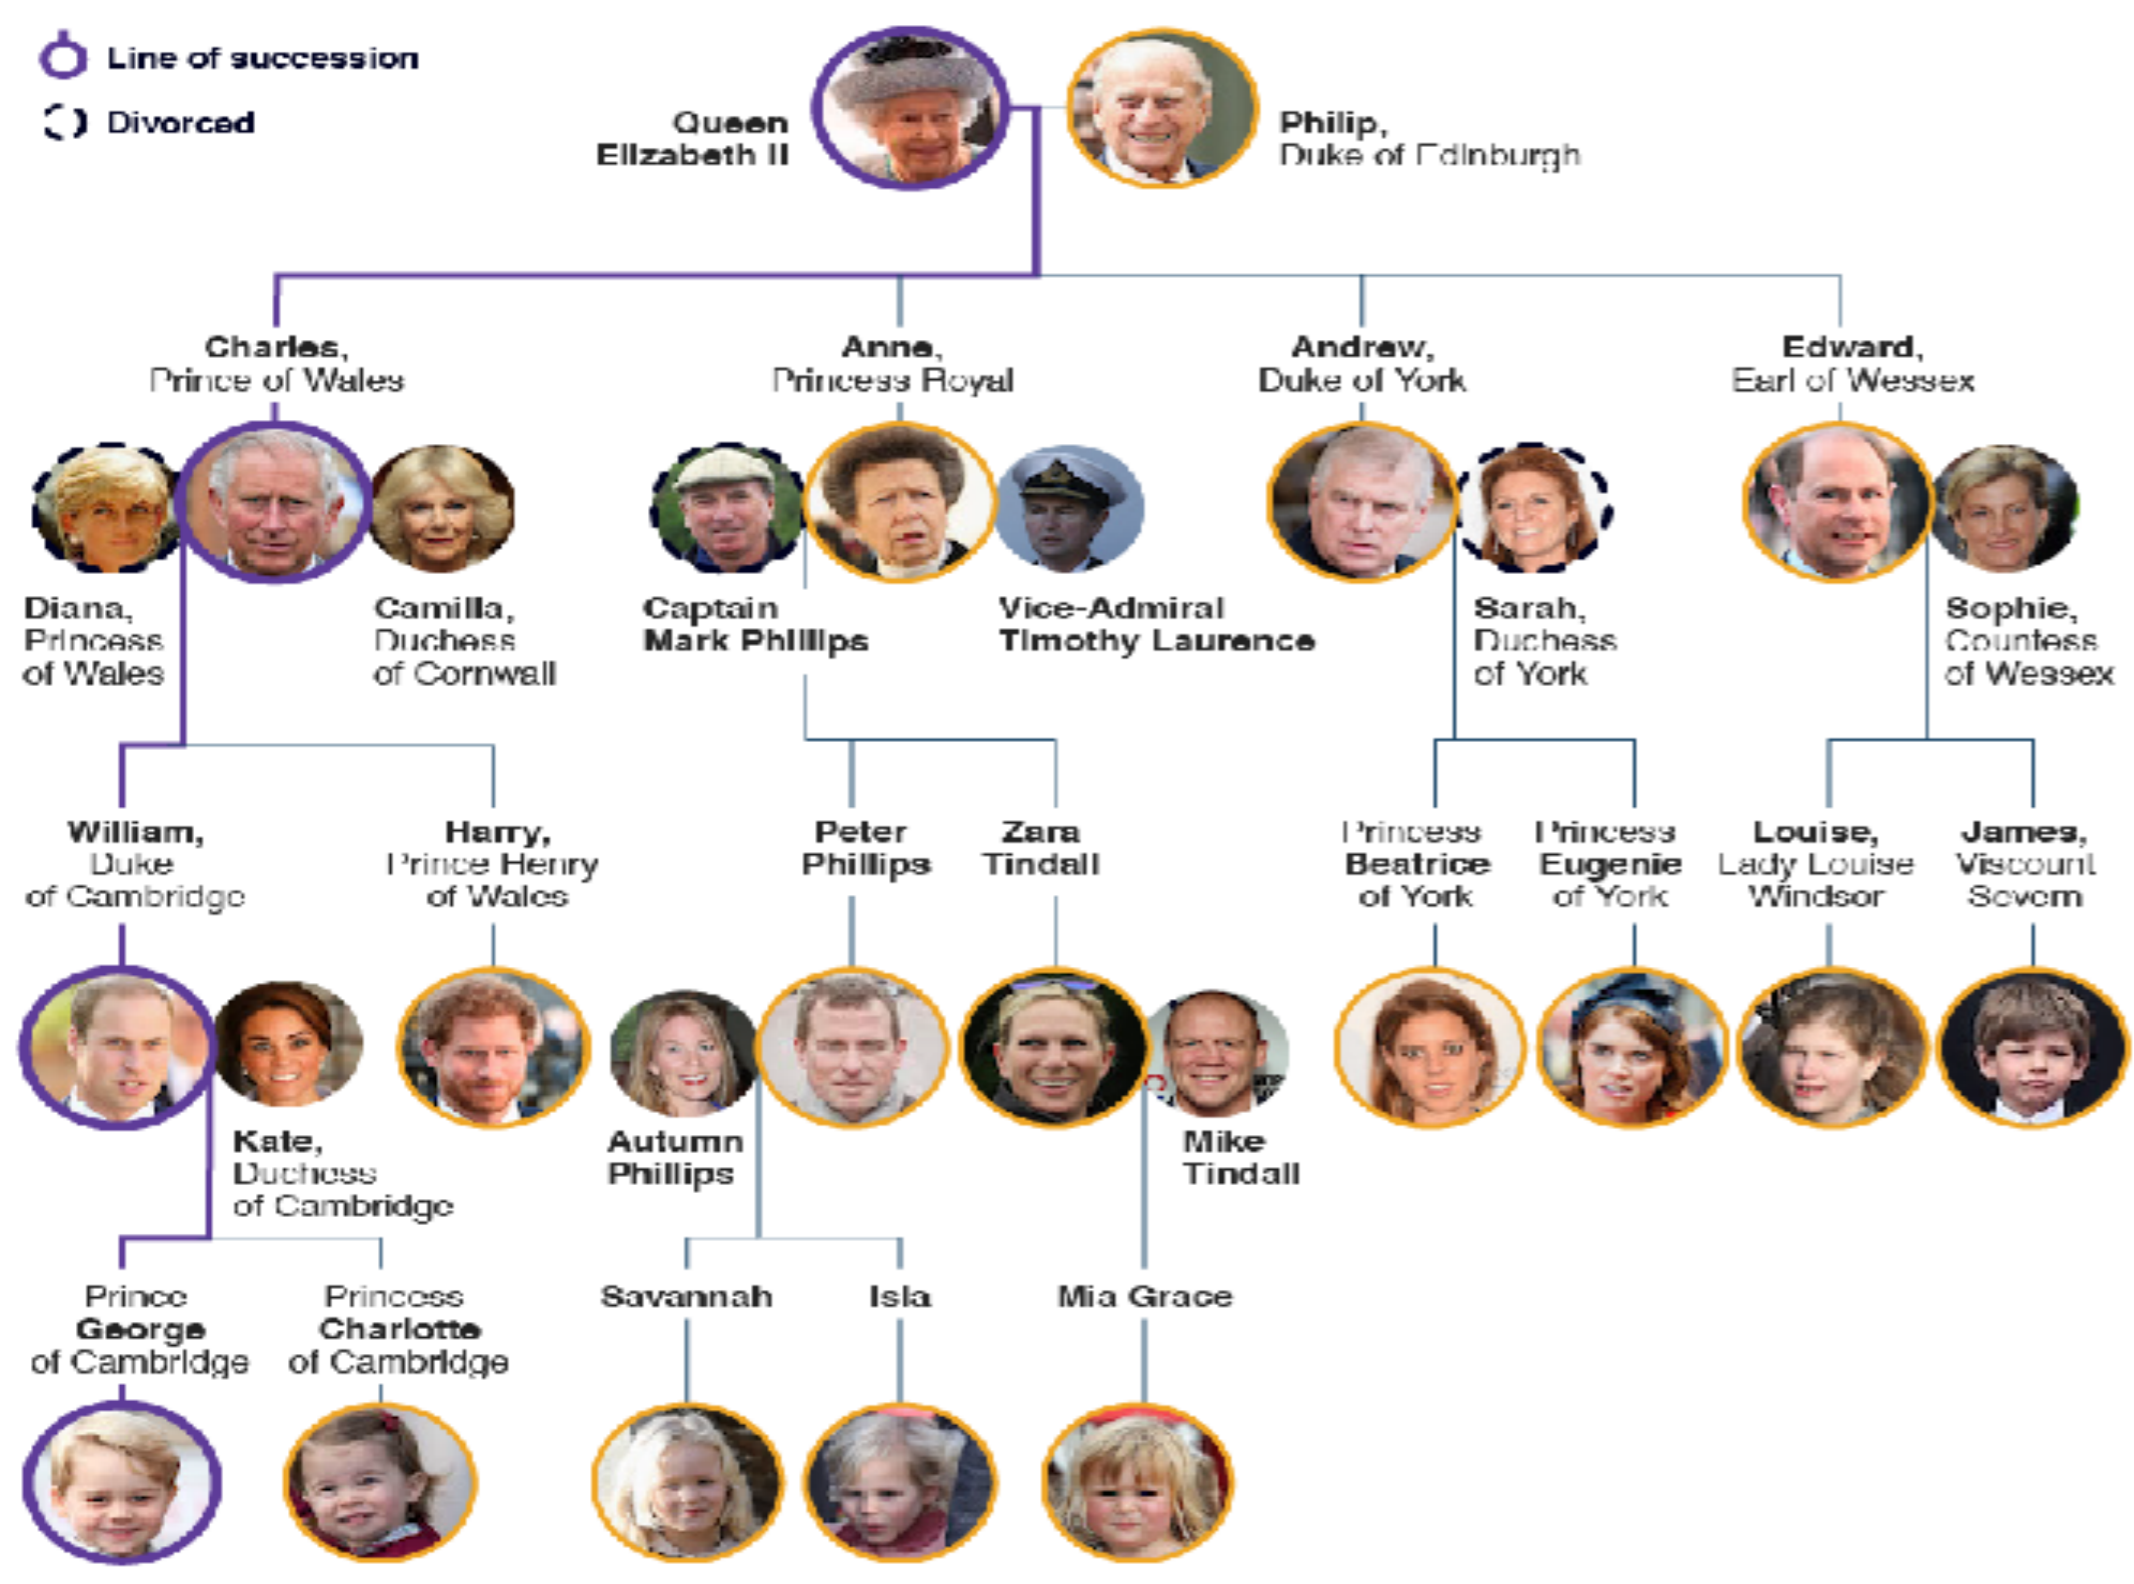 Line of succession
Divorced
Queen
Elizabeth II
Philip,
Duke of Edinburgh
Charles,
Prince of Wales
Anne,
Princess Royal
Andrew,
Duke of York
Edward,
Earl of Wessex
Diana,
Princess
of Wales
Camilla,
Duchess
of Cornwall
Captain
Mark Phillips
Vice-Admiral
Timothy Laurence
Sarah,
Duchess
of York
Sophie,
Countess
of Wessex
William,
Duke
of Cambridge
Harry,
Prince Henry
of Wales
Peter
Phillips
Zara
Tindall
Princess
Beatrice
of York
Princess
Eugenie
of York
Louise,
Lady Louise
Windsor
James,
Viscount
Severn
Kate,
Duchess
of Cambridge
Autumn
Phillips
Mike
Tindall
Prince
George
of Cambridge
Princess
Charlotte
of Cambridge
Savannah
Isla
Mia Grace